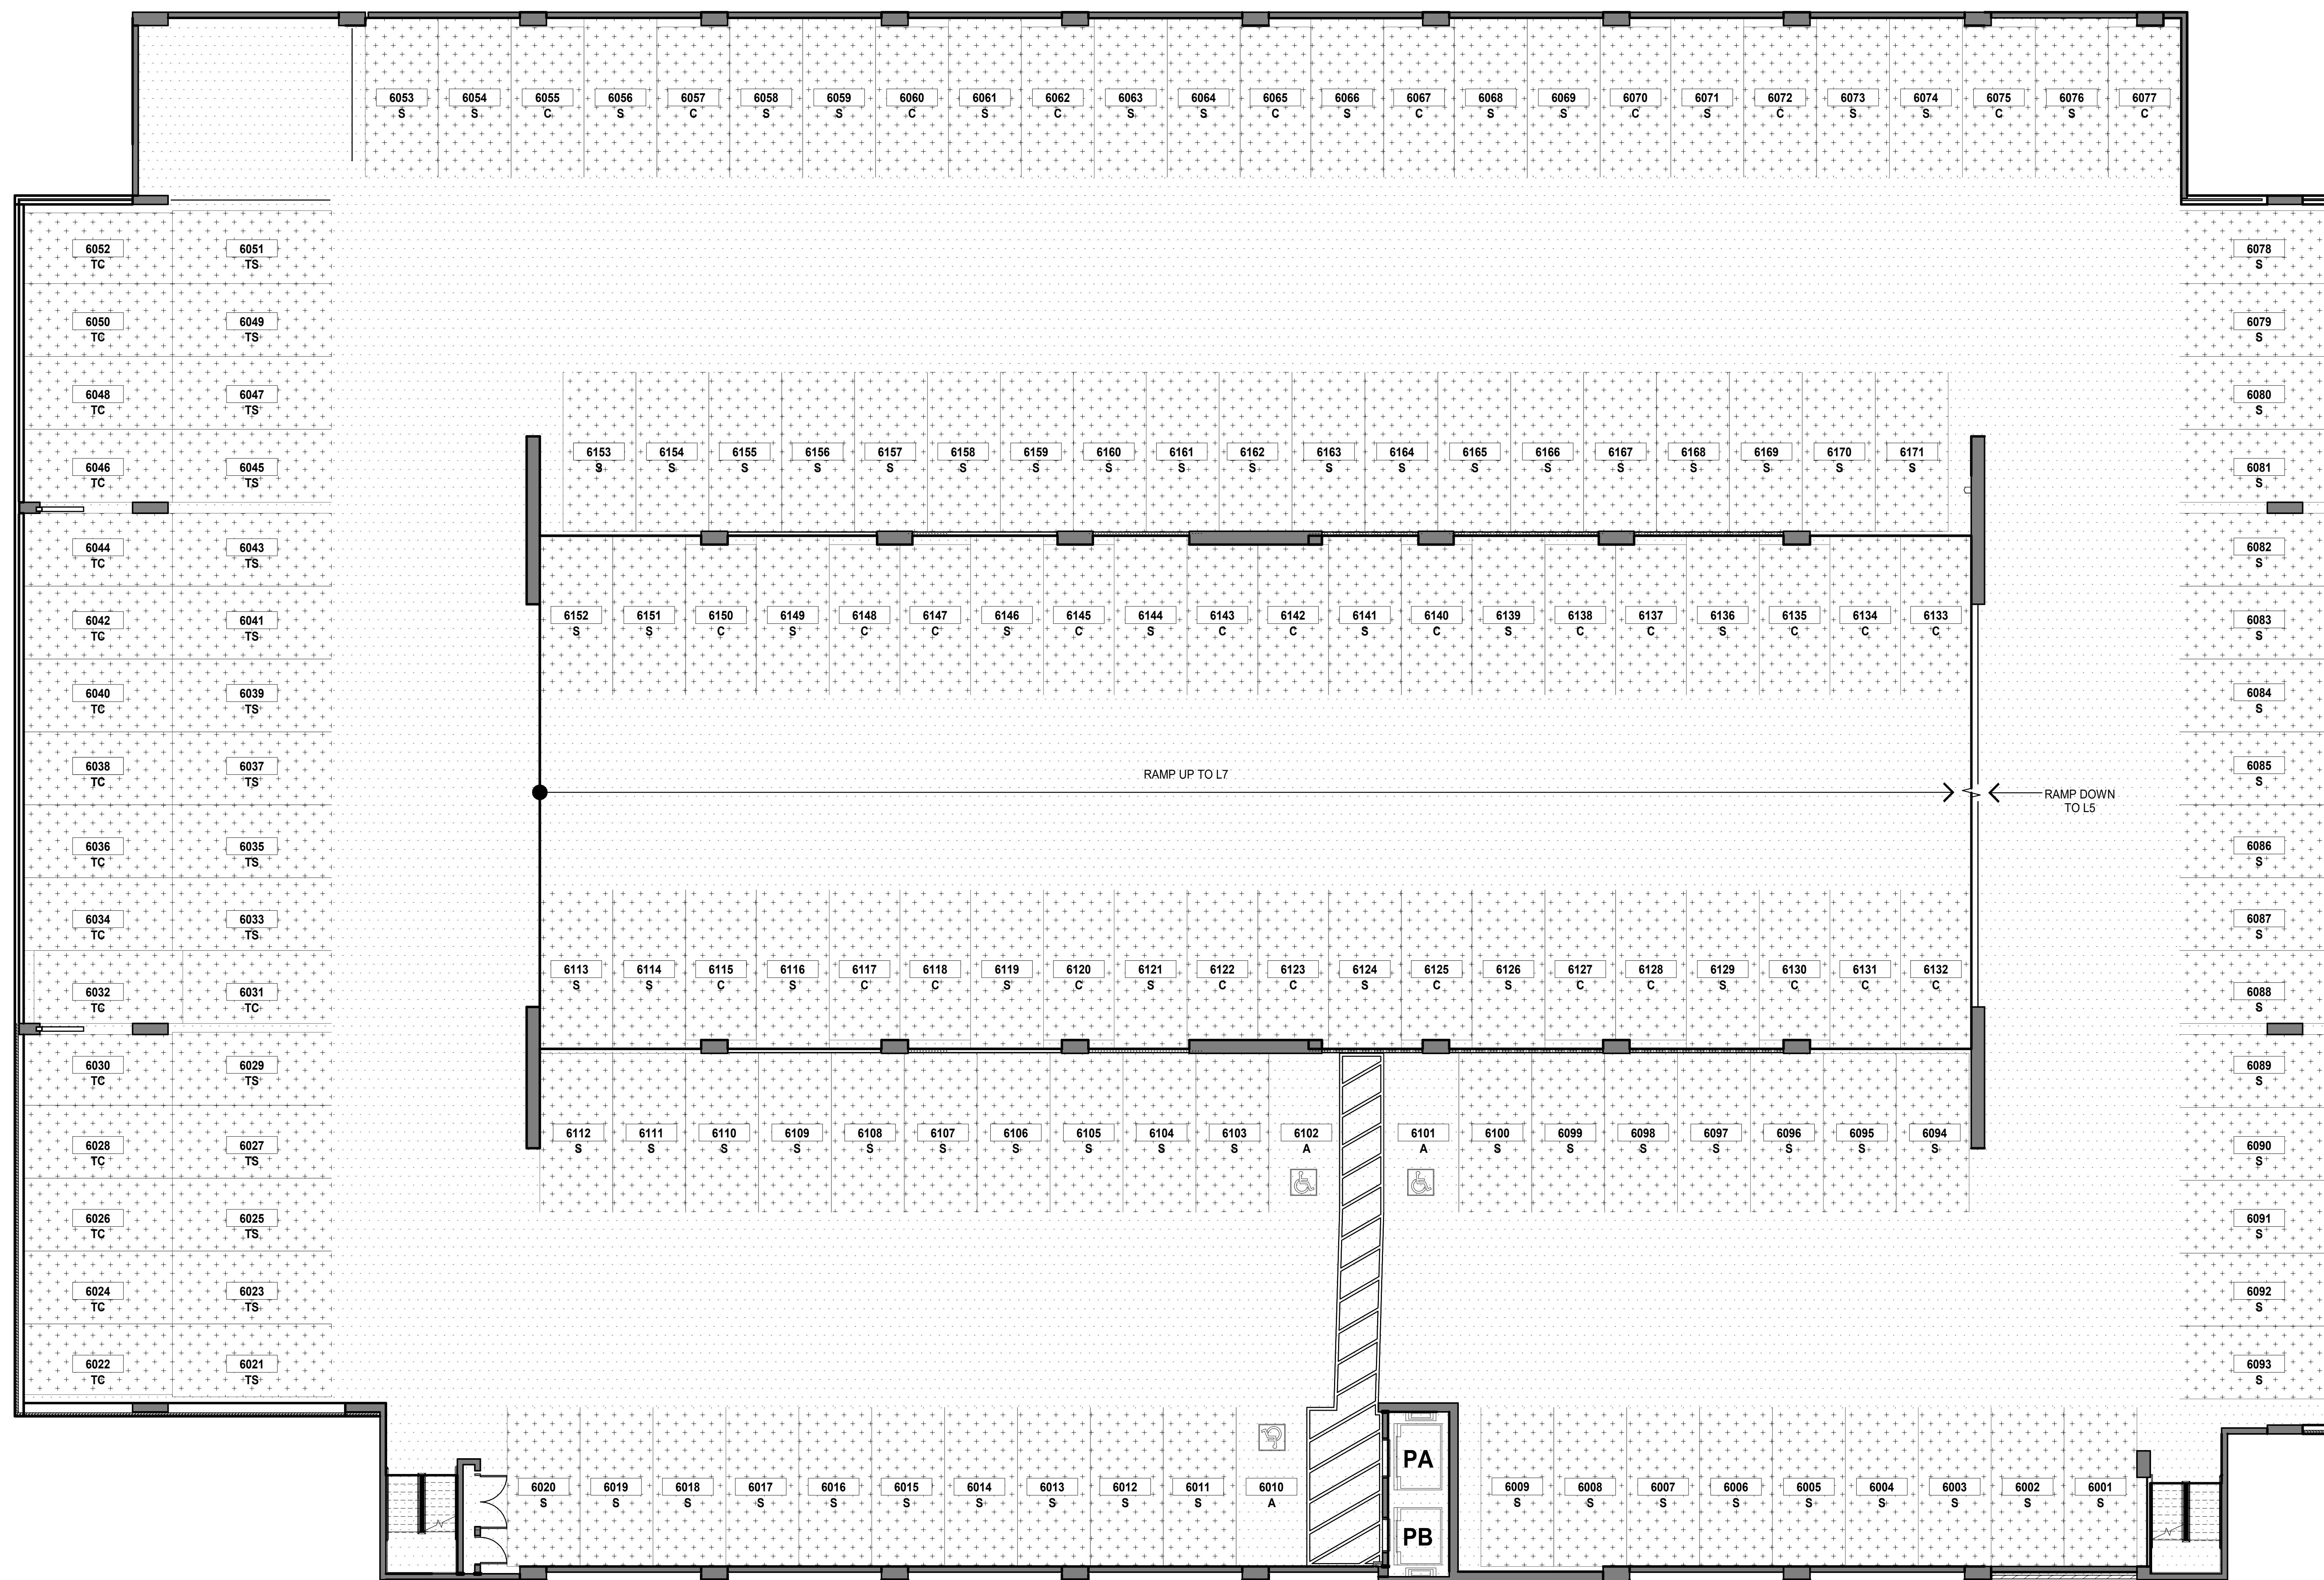 6053 6054 6055 6056 6057 6058 6059 6060 6061 6062 6063 6064 6065 6066 6067 6068 6069 6070 6071 6072 6073 6074 6075 6076 6077
S S C S C S S C S C S S C S C S S C S C S S C S C
6052 6051 6078
TC TS S
6050 6049 6079
TC TS S
6048 6047 6080
TC TS S
6153 6154 6155 6156 6157 6158 6159 6160 6161 6162 6163 6164 6165 6166 6167 6168 6169 6170 6171
S S S S S S S S S S S S S S S S S S S
6046 6045 6081
TC TS S
6044 6043 6082
TC TS S
6152 6151 6150 6149 6148 6147 6146 6145 6144 6143 6142 6141 6140 6139 6138 6137 6136 6135 6134 6133
S S C S C C S C S C C S C S C C S C C C
6042 6041 6083
TC TS S
6040 6039 6084
TC TS S
6038 6037 6085
TC TS S
RAMP UP TO L7
RAMP DOWN
TO L5
6036 6035 6086
TC TS S
6034 6033 6087
TC TS S
6113 6114 6115 6116 6117 6118 6119 6120 6121 6122 6123 6124 6125 6126 6127 6128 6129 6130 6131 6132
S S C S C C S C S C C S C S C C S C C C
6032 6031 6088
TC TC S
6030 6029 6089
TC TS S
6112 6111 6110 6109 6108 6107 6106 6105 6104 6103 6102 6101 6100 6099 6098 6097 6096 6095 6094
S S S S S S S S S S A A S S S S S S S
6028 6027 6090
TC TS S
6026 6025 6091
TC TS S
6024 6023 6092
TC TS S
6022 6021 6093
TC TS S
PA
6020 6019 6018 6017 6016 6015 6014 6013 6012 6011 6010 6009 6008 6007 6006 6005 6004 6003 6002 6001
S S S S S S S S S S A S S S S S S S S S
PB